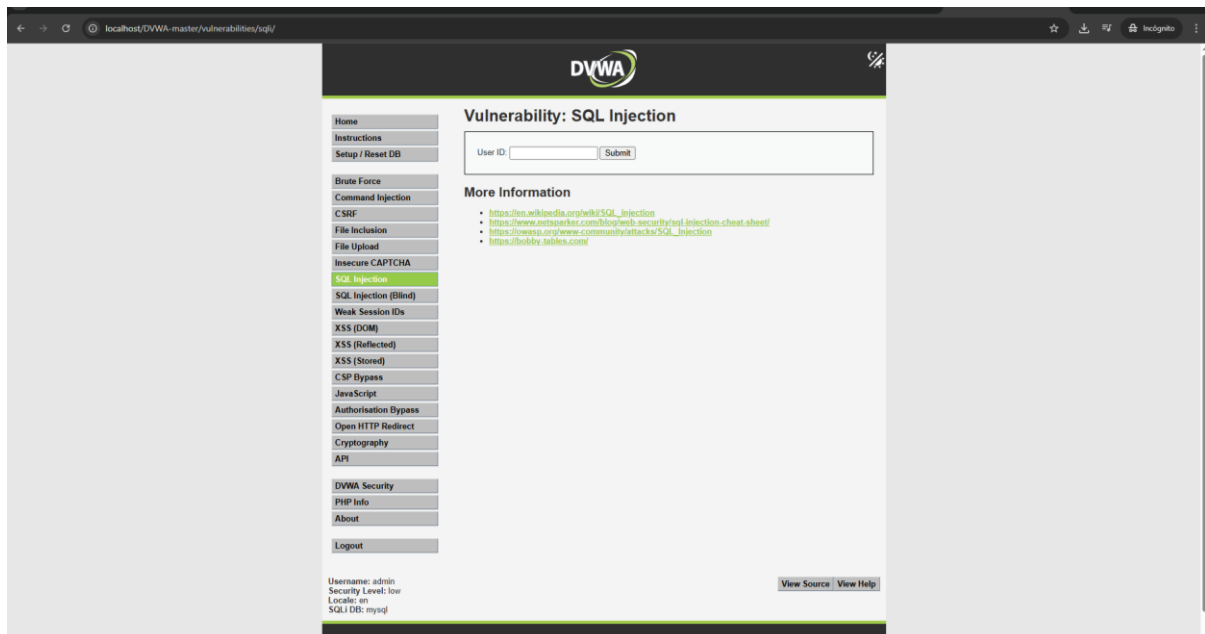 localhost/DVWA-master/vulnerabilities/sqli/
Incógnito
DVWA
Home
Instructions
Setup / Reset DB
Brute Force
Command Injection
CSRF
File Inclusion
File Upload
Insecure CAPTCHA
SQL Injection
SQL Injection (Blind)
Weak Session IDs
XSS (DOM)
XSS (Reflected)
XSS (Stored)
CSP Bypass
JavaScript
Authorisation Bypass
Open HTTP Redirect
Cryptography
API
DVWA Security
PHP Info
About
Logout
Vulnerability: SQL Injection
User ID: Submit
More Information
https://en.wikipedia.org/wiki/SQL_injection
https://www.netsparker.com/blog/web-security/sql-injection-cheat-sheet/
https://owasp.org/www-community/attacks/SQL_Injection
https://bobby-tables.com/
Username: admin
Security Level: low
Locale: en
SQLi DB: mysql
View Source View Help